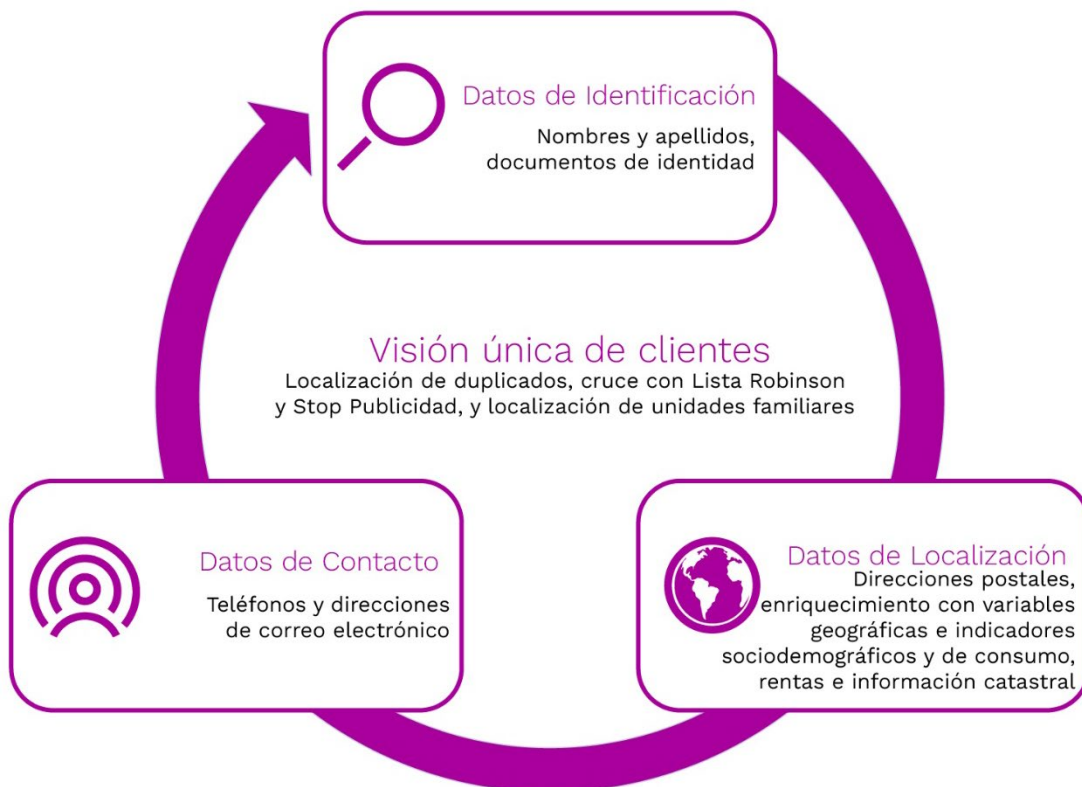 Datos de Identificación
Nombres y apellidos,
documentos de identidad
Visión única de clientes
Localización de duplicados, cruce con Lista Robinson
y Stop Publicidad, y localización de unidades familiares
Datos de Contacto
Teléfonos y direcciones
de correo electrónico
Datos de Localización
Direcciones postales,
enriquecimiento con variables
geográficas e indicadores
sociodemográficos y de consumo,
rentas e información catastral